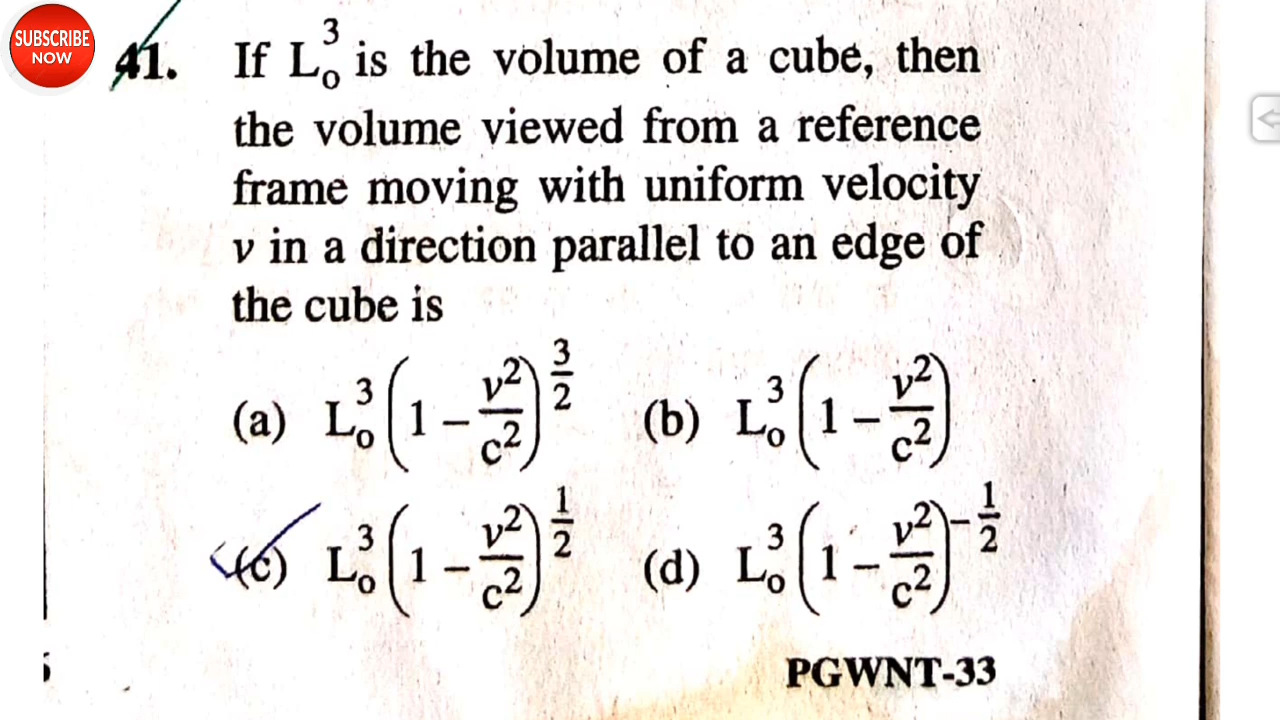 SUBSCRIBE
NOW
41. If L₀³ is the volume of a cube, then
the volume viewed from a reference
frame moving with uniform velocity
v in a direction parallel to an edge of
the cube is
(a) L₀³(1 – v²/c²)^(3/2) (b) L₀³(1 – v²/c²)
(c) L₀³(1 – v²/c²)^(1/2) (d) L₀³(1 – v²/c²)^(–1/2)
PGWNT-33